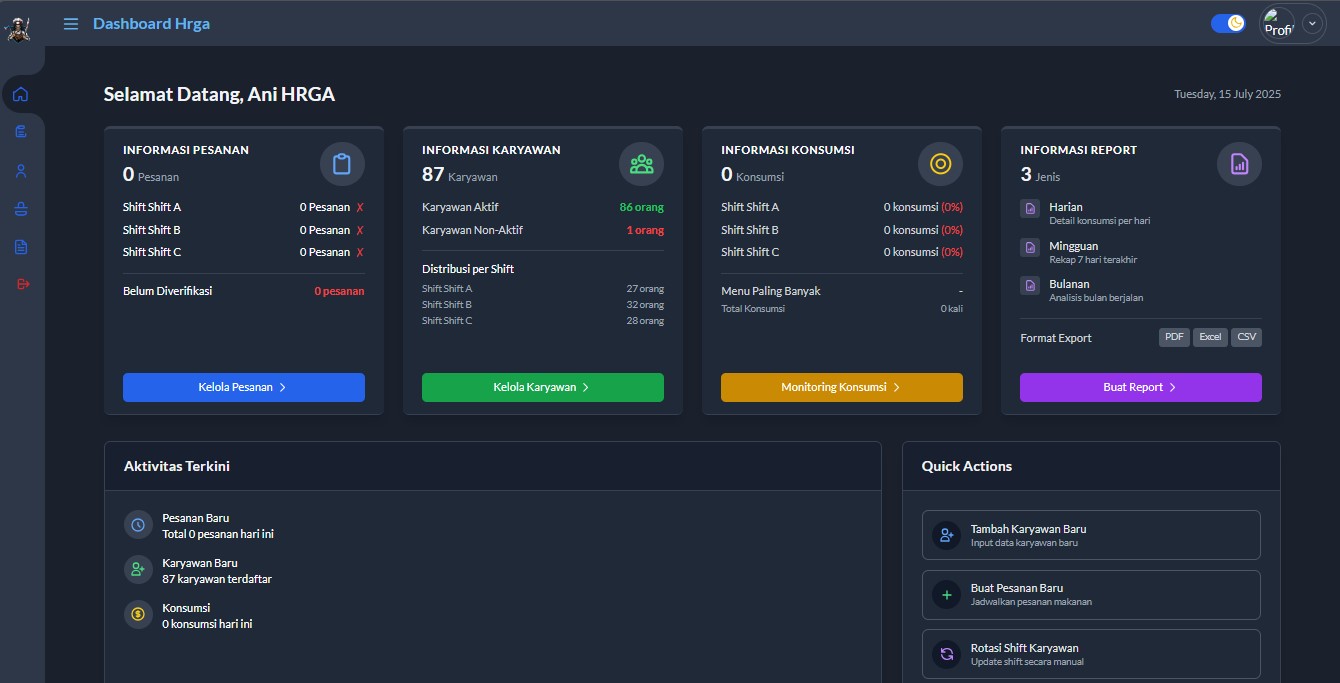 Dashboard Hrga
Profi
Selamat Datang, Ani HRGA
Tuesday, 15 July 2025
INFORMASI PESANAN
0 Pesanan
Shift Shift A 0 Pesanan ✗
Shift Shift B 0 Pesanan ✗
Shift Shift C 0 Pesanan ✗
Belum Diverifikasi 0 pesanan
Kelola Pesanan
INFORMASI KARYAWAN
87 Karyawan
Karyawan Aktif 86 orang
Karyawan Non-Aktif 1 orang
Distribusi per Shift
Shift Shift A 27 orang
Shift Shift B 32 orang
Shift Shift C 28 orang
Kelola Karyawan
INFORMASI KONSUMSI
0 Konsumsi
Shift Shift A 0 konsumsi (0%)
Shift Shift B 0 konsumsi (0%)
Shift Shift C 0 konsumsi (0%)
Menu Paling Banyak -
Total Konsumsi 0 kali
Monitoring Konsumsi
INFORMASI REPORT
3 Jenis
Harian
Detail konsumsi per hari
Mingguan
Rekap 7 hari terakhir
Bulanan
Analisis bulan berjalan
Format Export PDF Excel CSV
Buat Report
Aktivitas Terkini
Pesanan Baru
Total 0 pesanan hari ini
Karyawan Baru
87 karyawan terdaftar
Konsumsi
0 konsumsi hari ini
Quick Actions
Tambah Karyawan Baru
Input data karyawan baru
Buat Pesanan Baru
Jadwalkan pesanan makanan
Rotasi Shift Karyawan
Update shift secara manual